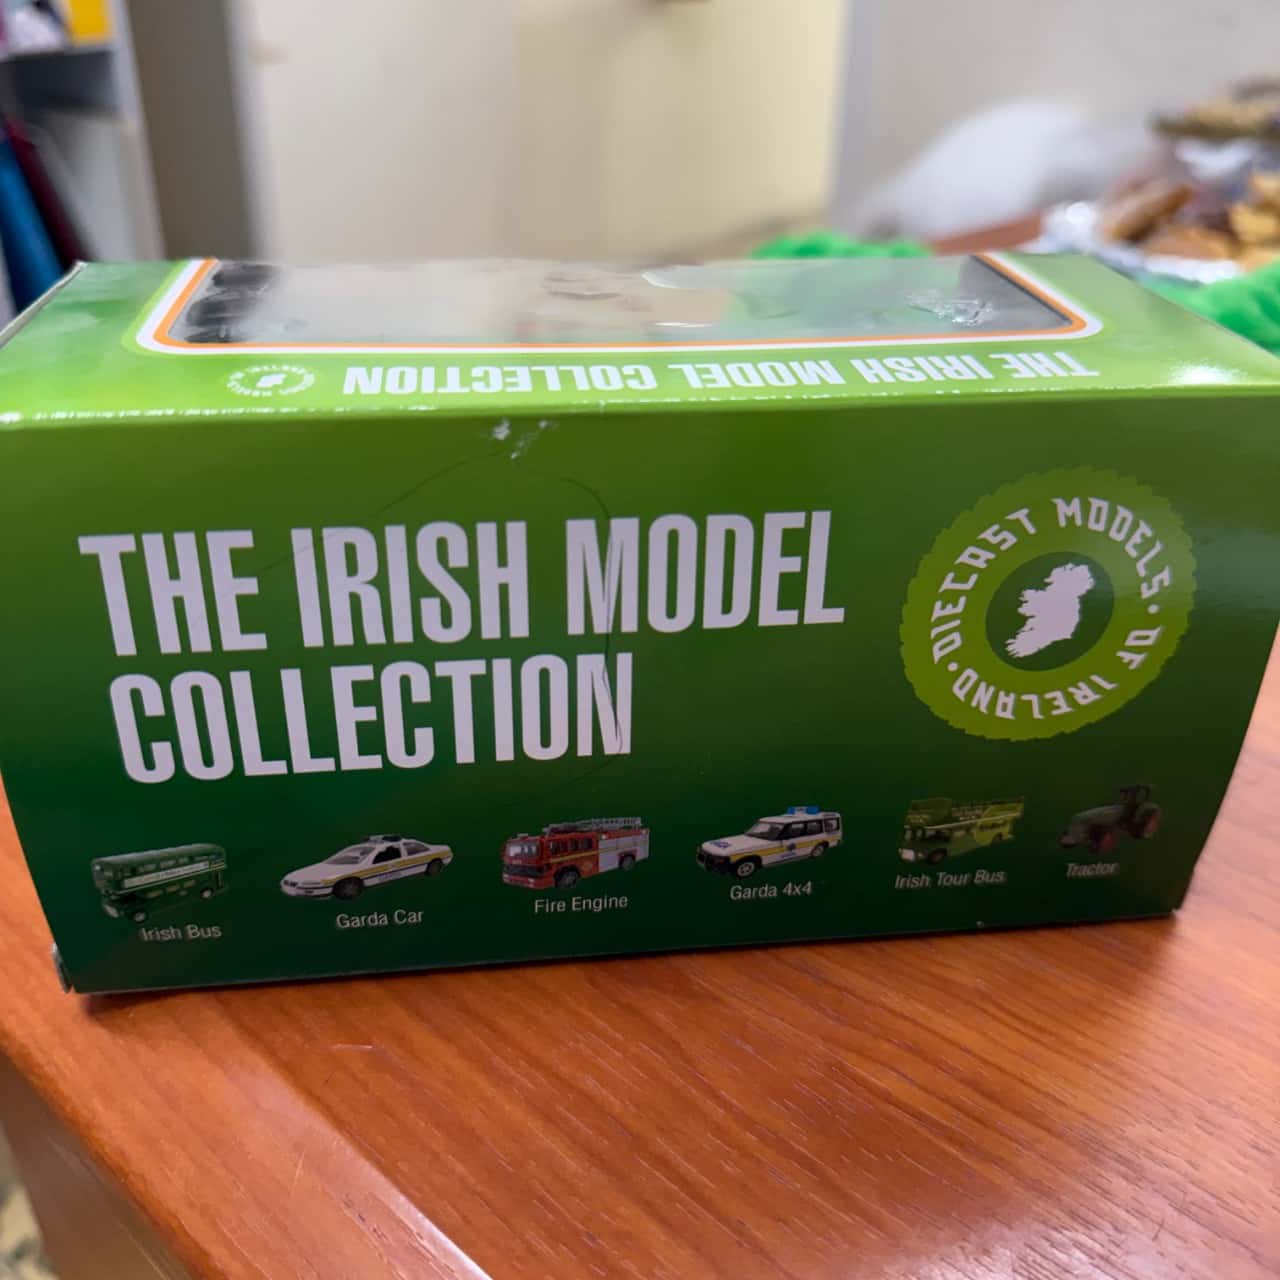 THE IRISH MODEL COLLECTION
THE IRISH MODEL
COLLECTION
DIECAST MODELS · OF IRELAND ·
Irish Bus
Garda Car
Fire Engine
Garda 4x4
Irish Tour Bus
Tractor